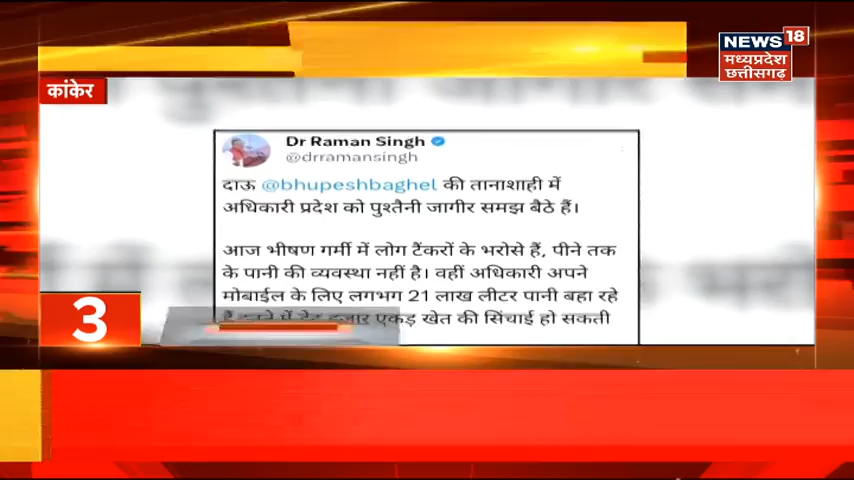 NEWS 18
मध्यप्रदेश
छत्तीसगढ़
कांकेर
Dr Raman Singh
@drramansingh
दाऊ @bhupeshbaghel की तानाशाही में
अधिकारी प्रदेश को पुश्तैनी जागीर समझ बैठे हैं।
आज भीषण गर्मी में लोग टैंकरों के भरोसे हैं, पीने तक
के पानी की व्यवस्था नहीं है। वहीं अधिकारी अपने
मोबाईल के लिए लगभग 21 लाख लीटर पानी बहा रहे
एकड़ खेत की सिंचाई हो सकती
3